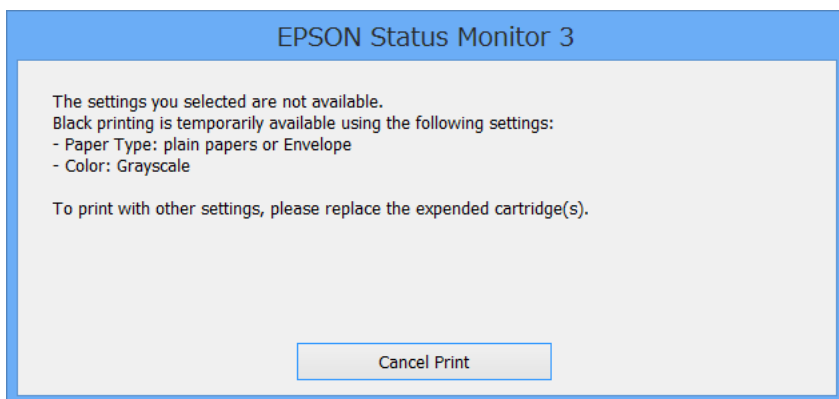 EPSON Status Monitor 3
The settings you selected are not available.
Black printing is temporarily available using the following settings:
- Paper Type: plain papers or Envelope
- Color: Grayscale
To print with other settings, please replace the expended cartridge(s).
Cancel Print